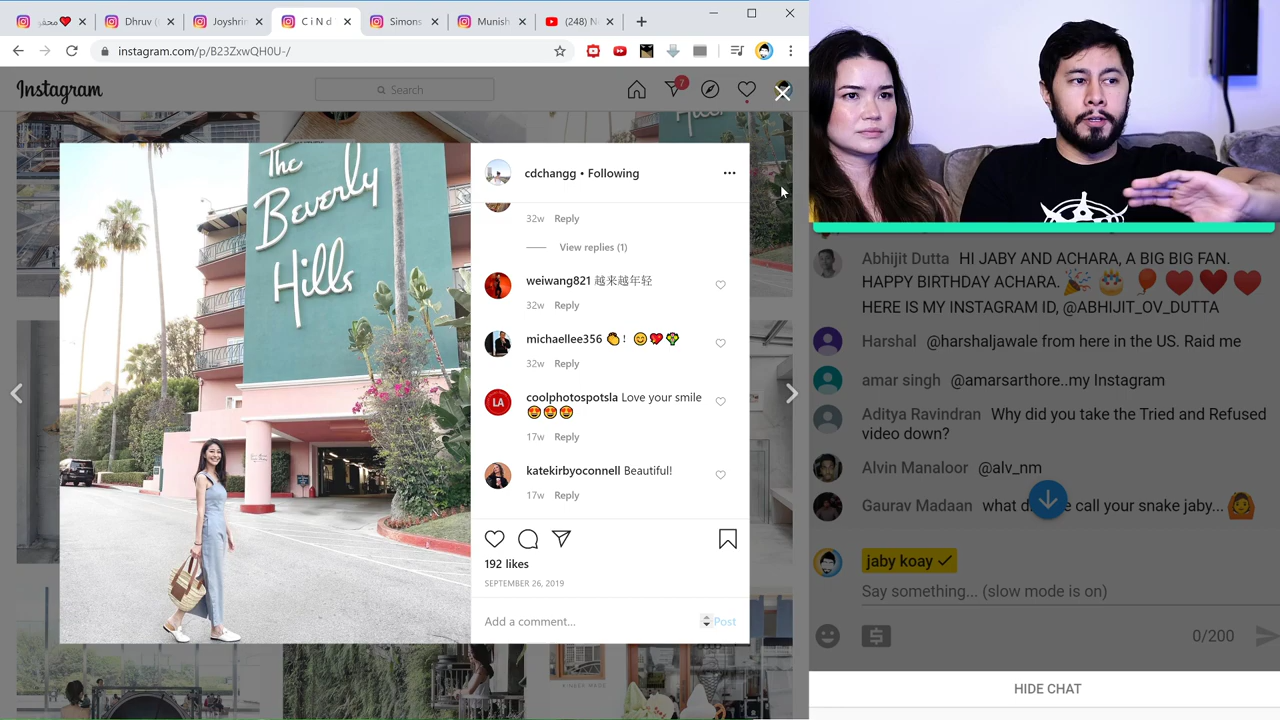 محفو
Dhruv (
Joyshri
C i N d
Simons
Munish
(248) N
instagram.com/p/B23ZxwQH0U-/
Instagram
Search
7
The
Beverly
Hills
cdchangg • Following
32w Reply
View replies (1)
weiwang821 越来越年轻
32w Reply
michaellee356 👏 ! 😊💖💐
32w Reply
LA
coolphotospotsla Love your smile
😍😍😍
17w Reply
katekirbyoconnell Beautiful!
17w Reply
192 likes
SEPTEMBER 26, 2019
Add a comment...
Post
Abhijit Dutta HI JABY AND ACHARA, A BIG BIG FAN.
HAPPY BIRTHDAY ACHARA. 🎉 🎂 🎈 ♥️ ❤️ ♥️
HERE IS MY INSTAGRAM ID, @ABHIJIT_OV_DUTTA
Harshal @harshaljawale from here in the US. Raid me
amar singh @amarsarthore..my Instagram
Aditya Ravindran Why did you take the Tried and Refused
video down?
Alvin Manaloor @alv_nm
Gaurav Madaan what d e call your snake jaby... 🙆
jaby koay ✓
Say something... (slow mode is on)
0/200
HIDE CHAT